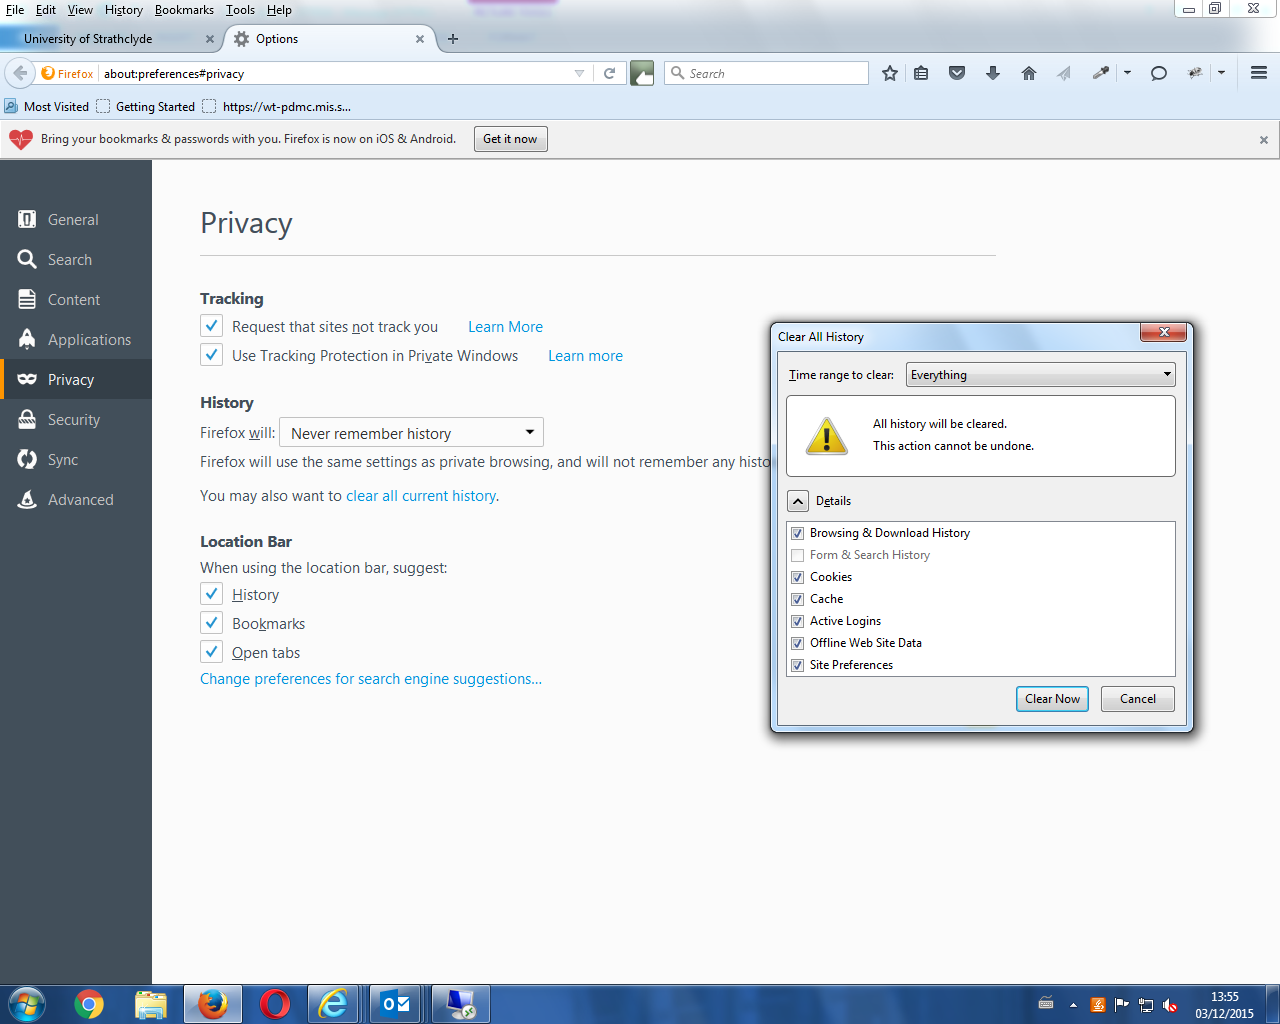 File Edit View History Bookmarks Tools Help
University of Strathclyde
Options
Firefox about:preferences#privacy
Search
Most Visited Getting Started https://wt-pdmc.mis.s...
Bring your bookmarks & passwords with you. Firefox is now on iOS & Android. Get it now
General
Search
Content
Applications
Privacy
Security
Sync
Advanced
Privacy
Tracking
Request that sites not track you Learn More
Use Tracking Protection in Private Windows Learn more
History
Firefox will: Never remember history
Firefox will use the same settings as private browsing, and will not remember any histo
You may also want to clear all current history.
Location Bar
When using the location bar, suggest:
History
Bookmarks
Open tabs
Change preferences for search engine suggestions...
Clear All History
Time range to clear: Everything
All history will be cleared.
This action cannot be undone.
Details
Browsing & Download History
Form & Search History
Cookies
Cache
Active Logins
Offline Web Site Data
Site Preferences
Clear Now Cancel
13:55
03/12/2015